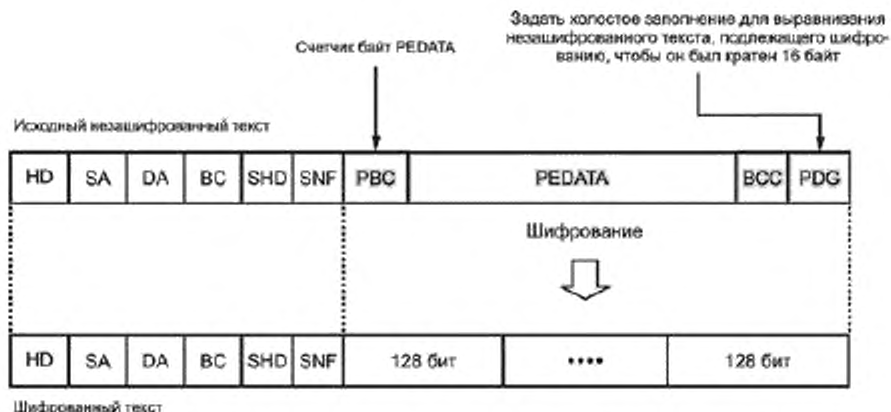 Задать холостое заполнение для выравнивания
незашифрованного текста, подлежащего шифро-
ванию, чтобы он был кратен 16 байт
Счетчик байт PEDATA
Исходный незашифрованный текст
HD SA DA BC SHD SNF PBC PEDATA BCC PDG
Шифрование
HD SA DA BC SHD SNF 128 бит •••• 128 бит
Шифрованный текст